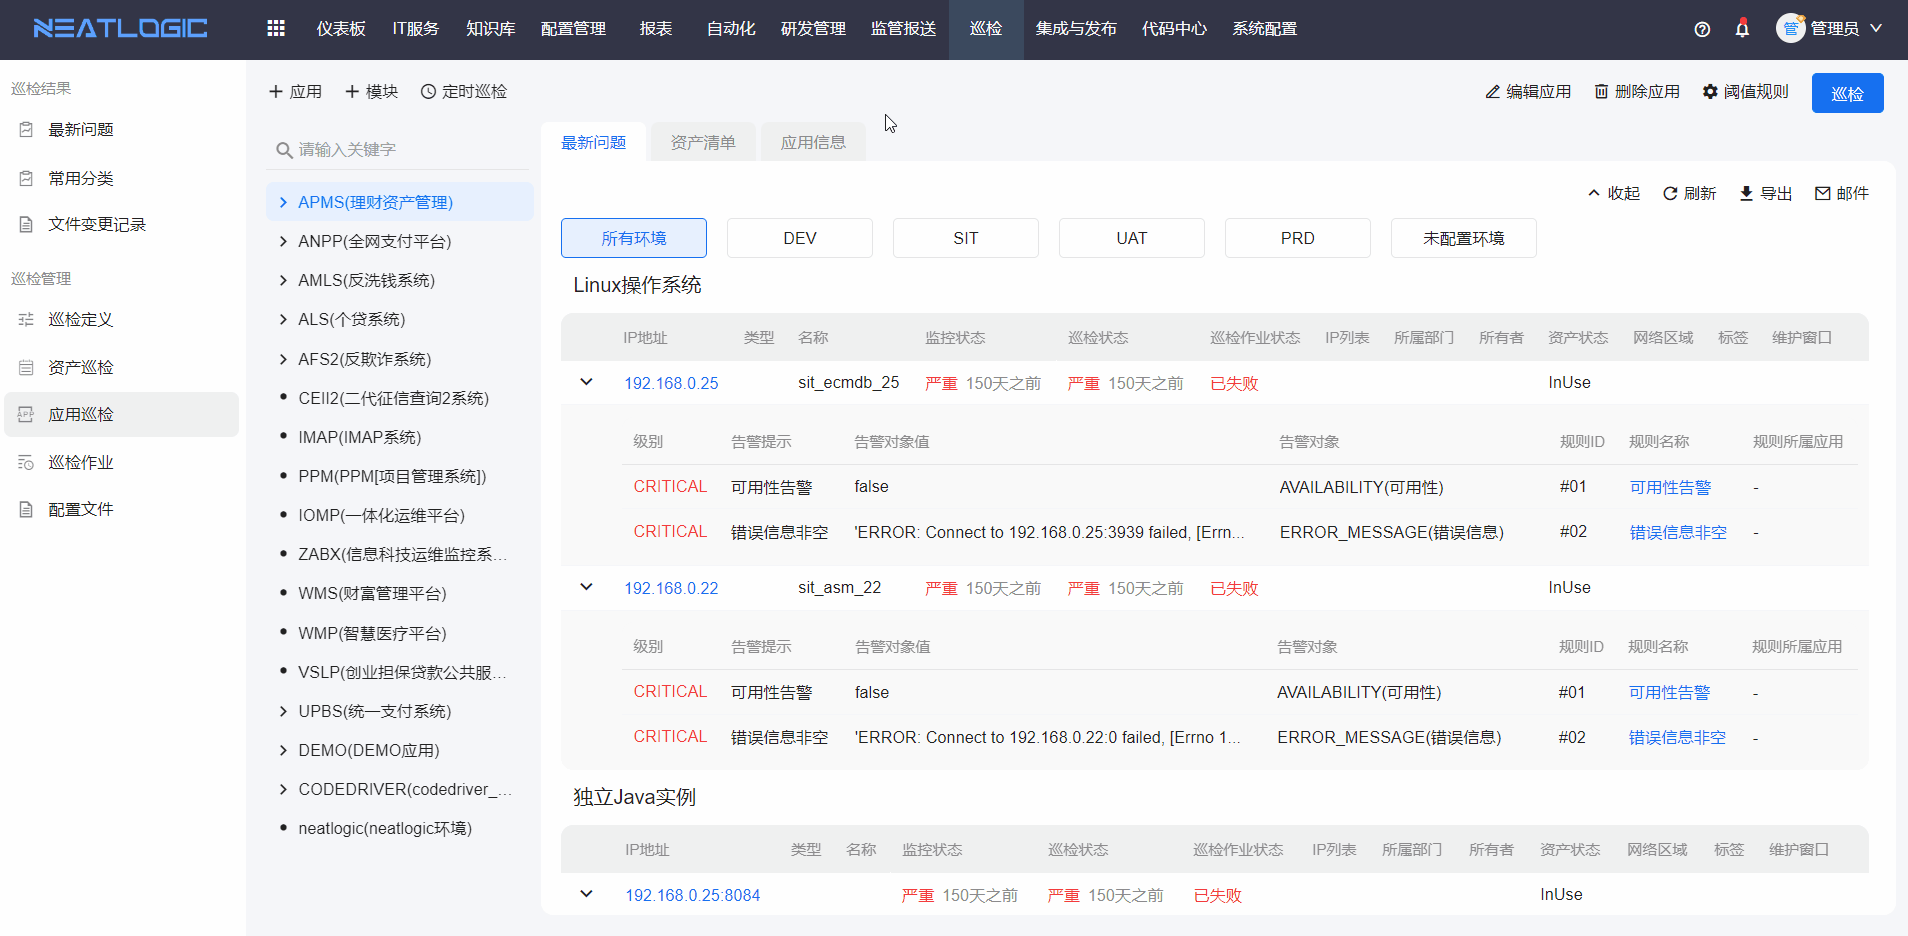 NEATLOGIC
仪表板 IT服务 知识库 配置管理 报表 自动化 研发管理 监管报送 巡检 集成与发布 代码中心 系统配置
管 管理员
巡检结果
最新问题
常用分类
文件变更记录
巡检管理
巡检定义
资产巡检
APP 应用巡检
巡检作业
配置文件
应用 模块 定时巡检
编辑应用 删除应用 阈值规则 巡检
请输入关键字
APMS(理财资产管理)
ANPP(全网支付平台)
AMLS(反洗钱系统)
ALS(个贷系统)
AFS2(反欺诈系统)
CEII2(二代征信查询2系统)
IMAP(IMAP系统)
PPM(PPM[项目管理系统])
IOMP(一体化运维平台)
ZABX(信息科技运维监控系...
WMS(财富管理平台)
WMP(智慧医疗平台)
VSLP(创业担保贷款公共服...
UPBS(统一支付系统)
DEMO(DEMO应用)
CODEDRIVER(codedriver_...
neatlogic(neatlogic环境)
最新问题 资产清单 应用信息
收起 刷新 导出 邮件
所有环境 DEV SIT UAT PRD 未配置环境
Linux操作系统
IP地址 类型 名称 监控状态 巡检状态 巡检作业状态 IP列表 所属部门 所有者 资产状态 网络区域 标签 维护窗口
192.168.0.25 sit_ecmdb_25 严重 150天之前 严重 150天之前 已失败 InUse
级别 告警提示 告警对象值 告警对象 规则ID 规则名称 规则所属应用
CRITICAL 可用性告警 false AVAILABILITY(可用性) #01 可用性告警 -
CRITICAL 错误信息非空 'ERROR: Connect to 192.168.0.25:3939 failed, [Errn... ERROR_MESSAGE(错误信息) #02 错误信息非空 -
192.168.0.22 sit_asm_22 严重 150天之前 严重 150天之前 已失败 InUse
级别 告警提示 告警对象值 告警对象 规则ID 规则名称 规则所属应用
CRITICAL 可用性告警 false AVAILABILITY(可用性) #01 可用性告警 -
CRITICAL 错误信息非空 'ERROR: Connect to 192.168.0.22:0 failed, [Errno 1... ERROR_MESSAGE(错误信息) #02 错误信息非空 -
独立Java实例
IP地址 类型 名称 监控状态 巡检状态 巡检作业状态 IP列表 所属部门 所有者 资产状态 网络区域 标签 维护窗口
192.168.0.25:8084 严重 150天之前 严重 150天之前 已失败 InUse